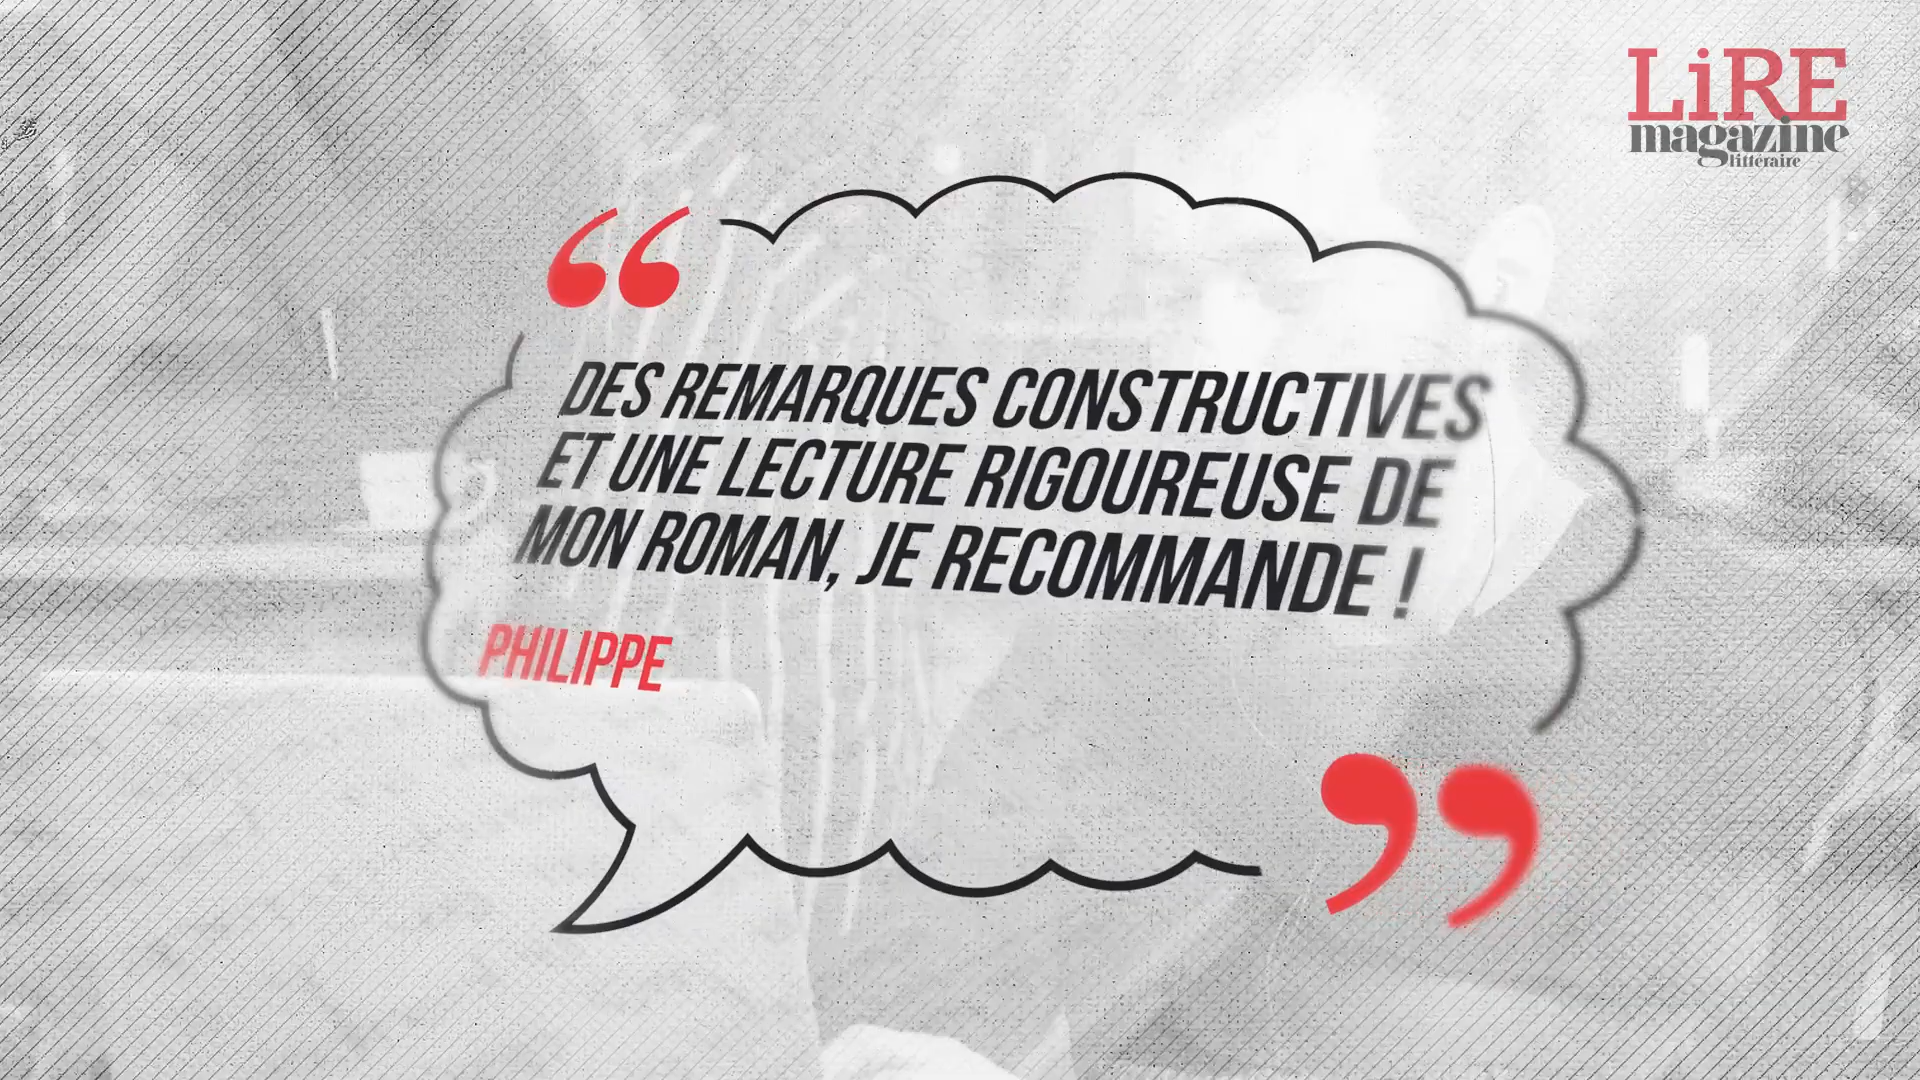 LiRE
magazine
littéraire
DES REMARQUES CONSTRUCTIVES
ET UNE LECTURE RIGOUREUSE DE
MON ROMAN, JE RECOMMANDE !
PHILIPPE